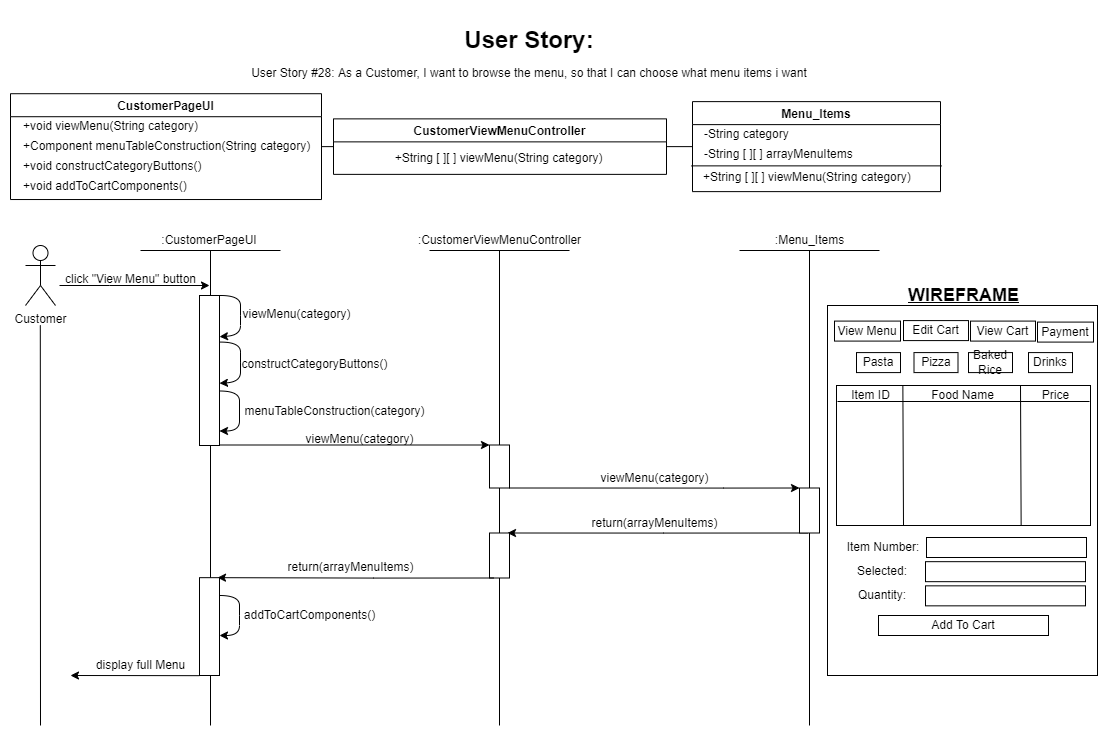 User Story:
User Story #28: As a Customer, I want to browse the menu, so that I can choose what menu items i want
CustomerPageUI
+void viewMenu(String category)
+Component menuTableConstruction(String category)
+void constructCategoryButtons()
+void addToCartComponents()
CustomerViewMenuController
+String [ ][ ] viewMenu(String category)
Menu_Items
-String category
-String [ ][ ] arrayMenuItems
+String [ ][ ] viewMenu(String category)
:CustomerPageUI
:CustomerViewMenuController
:Menu_Items
click "View Menu" button
Customer
viewMenu(category)
constructCategoryButtons()
menuTableConstruction(category)
viewMenu(category)
viewMenu(category)
return(arrayMenuItems)
return(arrayMenuItems)
addToCartComponents()
display full Menu
WIREFRAME
View Menu
Edit Cart
View Cart
Payment
Pasta
Pizza
Baked
Rice
Drinks
Item ID
Food Name
Price
Item Number:
Selected:
Quantity:
Add To Cart